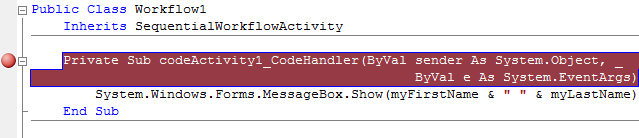 Public Class Workflow1
Inherits SequentialWorkflowActivity
Private Sub codeActivity1_CodeHandler(ByVal sender As System.Object, _
ByVal e As System.EventArgs)
System.Windows.Forms.MessageBox.Show(myFirstName & " " & myLastName)
End Sub